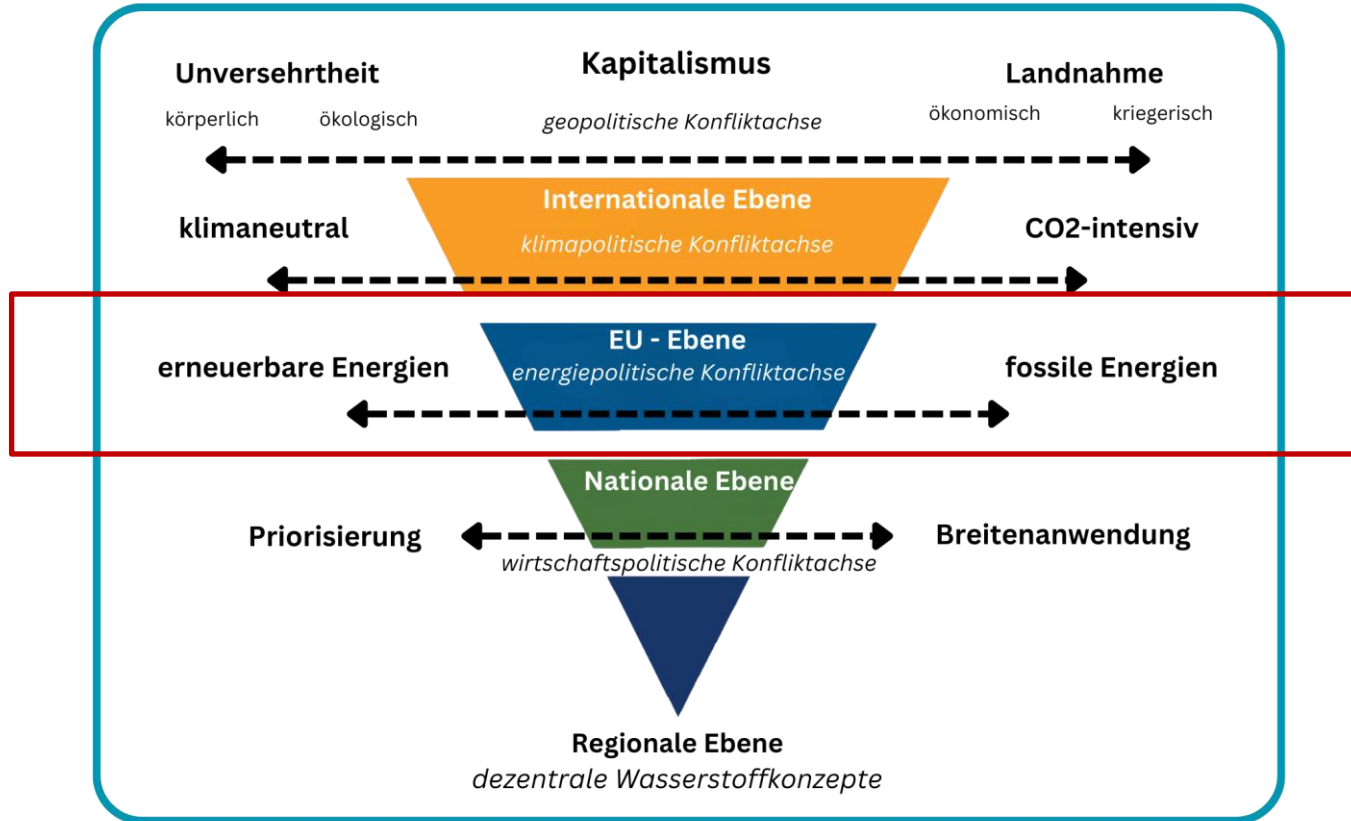 Unversehrtheit
Kapitalismus
Landnahme
körperlich
ökologisch
geopolitische Konfliktachse
ökonomisch
kriegerisch
Internationale Ebene
klimaneutral
klimapolitische Konfliktachse
CO2-intensiv
EU - Ebene
erneuerbare Energien
energiepolitische Konfliktachse
fossile Energien
Nationale Ebene
Priorisierung
Breitenanwendung
wirtschaftspolitische Konfliktachse
Regionale Ebene
dezentrale Wasserstoffkonzepte